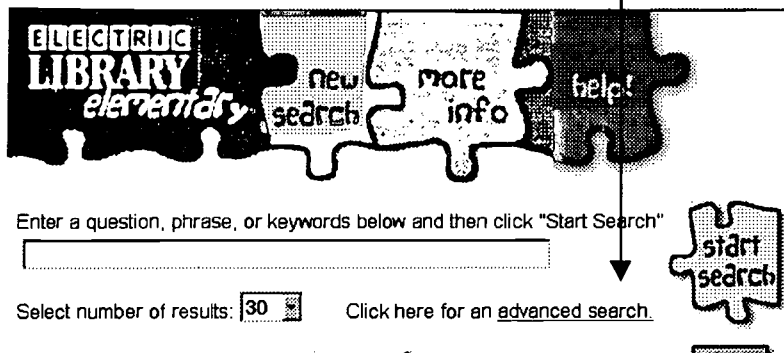 ELECTRIC
LIBRARY
elementary
new
search
more
info
help!
Enter a question, phrase, or keywords below and then click "Start Search"
start
search
Select number of results: 30
Click here for an advanced search.